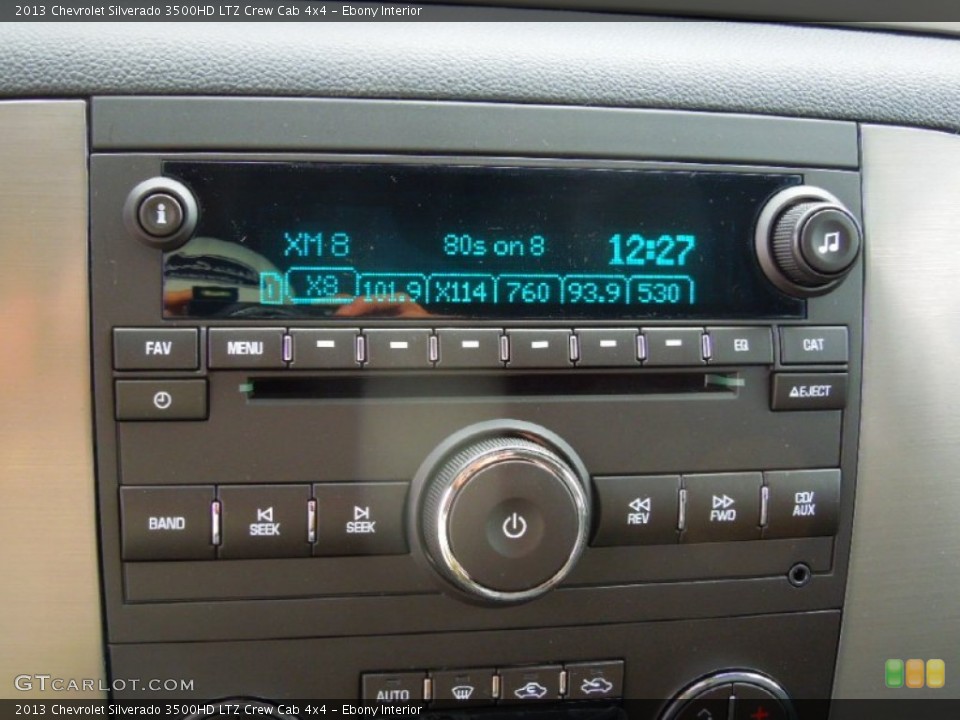 2013 Chevrolet Silverado 3500HD LTZ Crew Cab 4x4 - Ebony Interior
i
XM 8 80s on 8 12:27
1 X8 101.9 X114 760 93.9 530
FAV MENU EQ CAT
EJECT
BAND SEEK SEEK REV FWD CD/
AUX
AUTO
GTCARLOT.COM
2013 Chevrolet Silverado 3500HD LTZ Crew Cab 4x4 - Ebony Interior